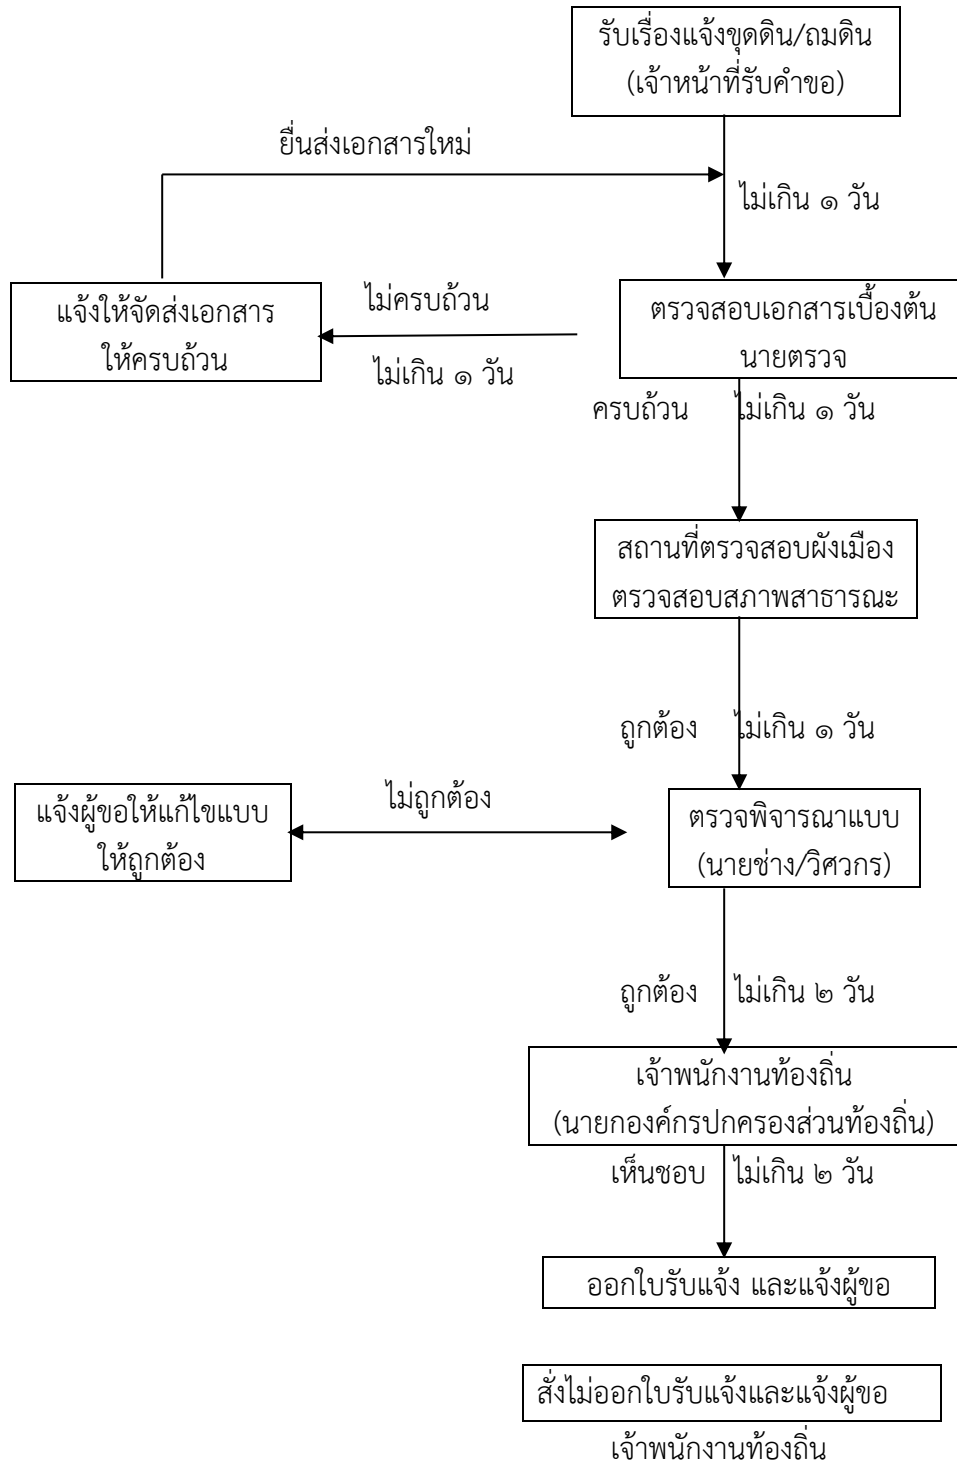 รับเรื่องแจ้งขุดดิน/ถมดิน
(เจ้าหน้าที่รับคำขอ)
ยื่นส่งเอกสารใหม่
ไม่เกิน ๑ วัน
แจ้งให้จัดส่งเอกสาร
ให้ครบถ้วน
ไม่ครบถ้วน
ไม่เกิน ๑ วัน
ตรวจสอบเอกสารเบื้องต้น
นายตรวจ
ครบถ้วน ไม่เกิน ๑ วัน
สถานที่ตรวจสอบผังเมือง
ตรวจสอบสภาพสาธารณะ
ถูกต้อง ไม่เกิน ๑ วัน
แจ้งผู้ขอให้แก้ไขแบบ
ให้ถูกต้อง
ไม่ถูกต้อง
ตรวจพิจารณาแบบ
(นายช่าง/วิศวกร)
ถูกต้อง ไม่เกิน ๒ วัน
เจ้าพนักงานท้องถิ่น
(นายกองค์กรปกครองส่วนท้องถิ่น)
เห็นชอบ ไม่เกิน ๒ วัน
ออกใบรับแจ้ง และแจ้งผู้ขอ
สั่งไม่ออกใบรับแจ้งและแจ้งผู้ขอ
เจ้าพนักงานท้องถิ่น